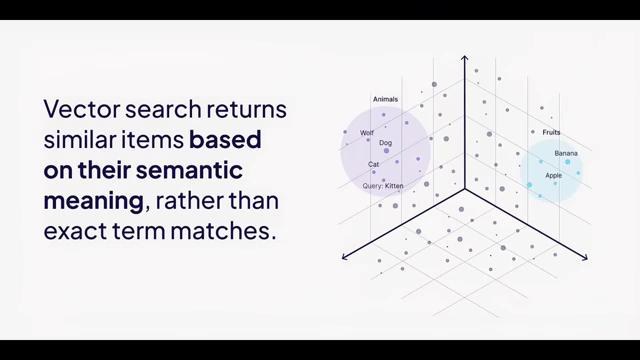 Vector search returns
similar items based
on their semantic
meaning, rather than
exact term matches.
Animals
Wolf
Dog
Cat
Query: Kitten
Fruits
Banana
Apple